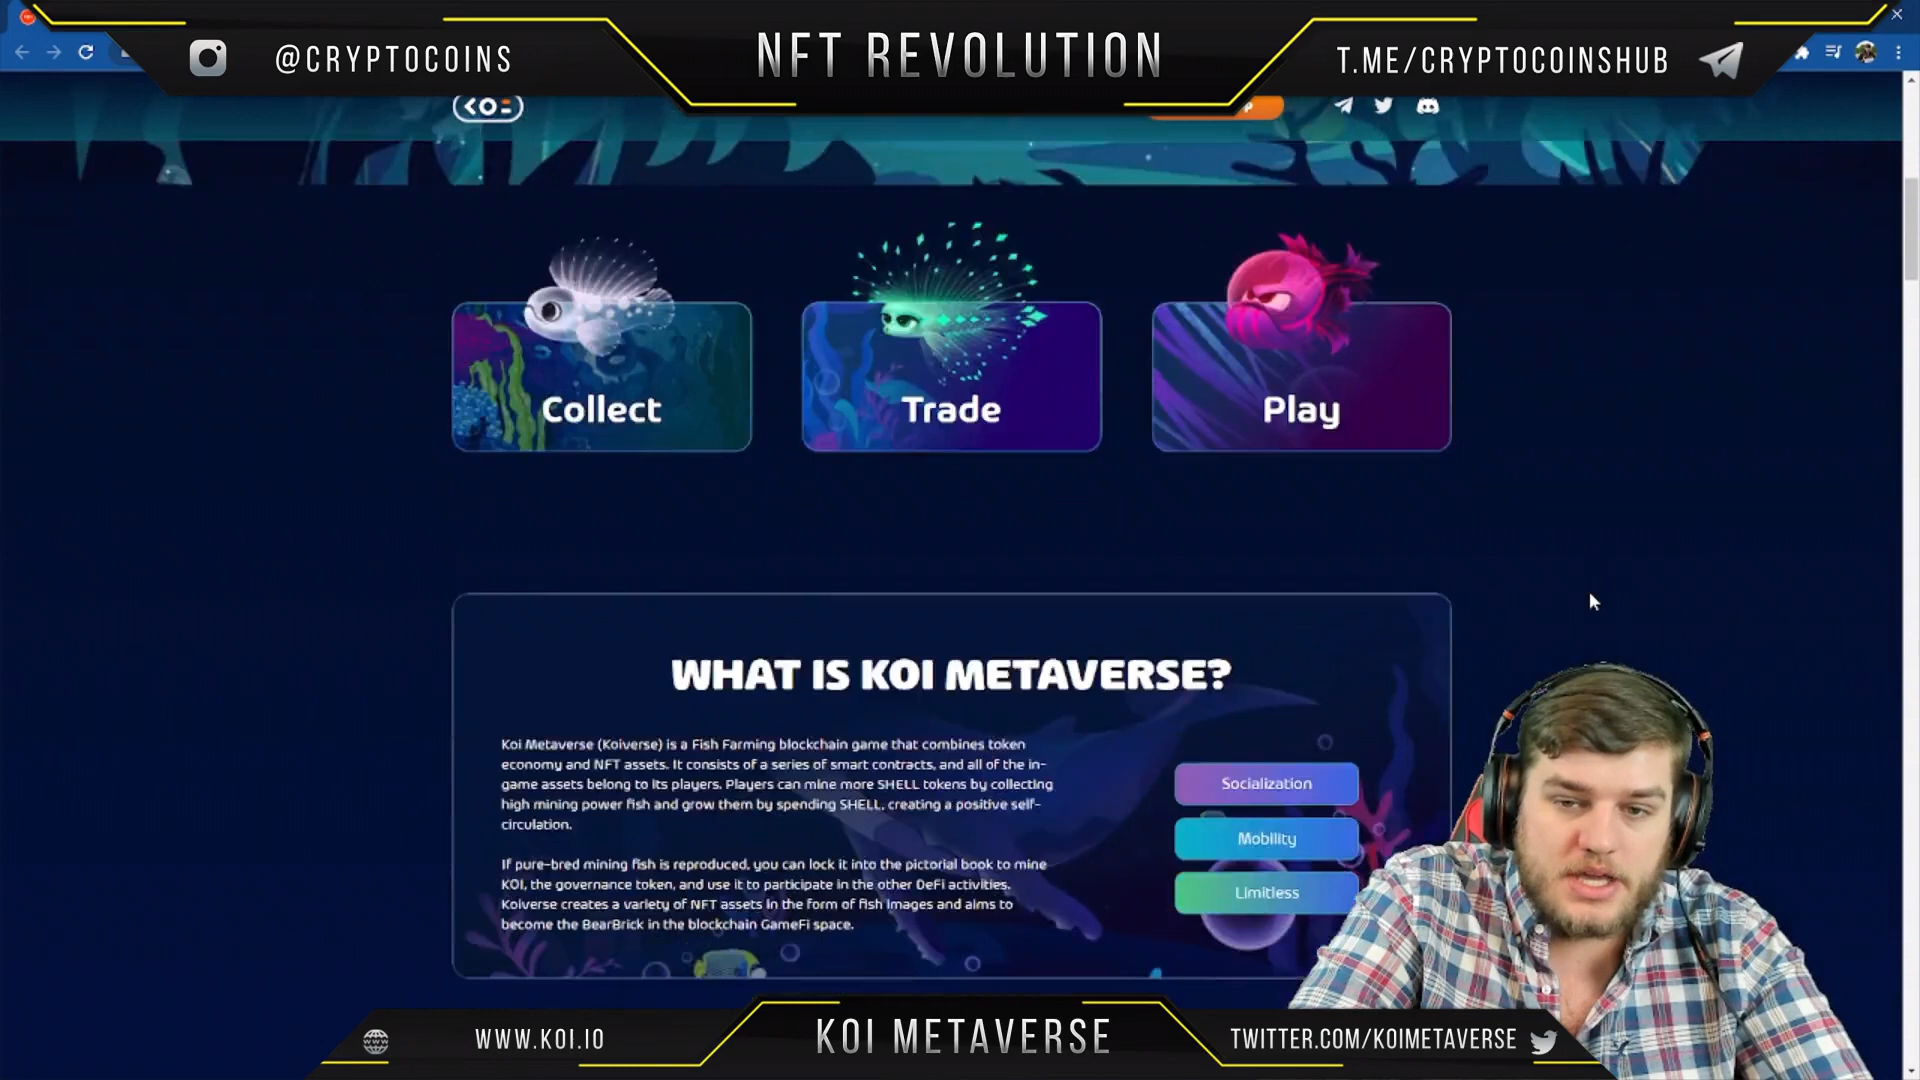 @CRYPTOCOINS
NFT REVOLUTION
T.ME/CRYPTOCOINSHUB
Collect
Trade
Play
WHAT IS KOI METAVERSE?
Koi Metaverse (Koiverse) is a Fish Farming blockchain game that combines token
economy and NFT assets. It consists of a series of smart contracts, and all of the in-
game assets belong to its players. Players can mine more SHELL tokens by collecting
high mining power fish and grow them by spending SHELL, creating a positive self-
circulation.
If pure-bred mining fish is reproduced, you can lock it into the pictorial book to mine
KOI, the governance token, and use it to participate in the other DeFi activities.
Koiverse creates a variety of NFT assets in the form of fish images and aims to
become the BearBrick in the blockchain GameFi space.
Socialization
Mobility
Limitless
WWW.KOI.IO
KOI METAVERSE
TWITTER.COM/KOIMETAVERSE